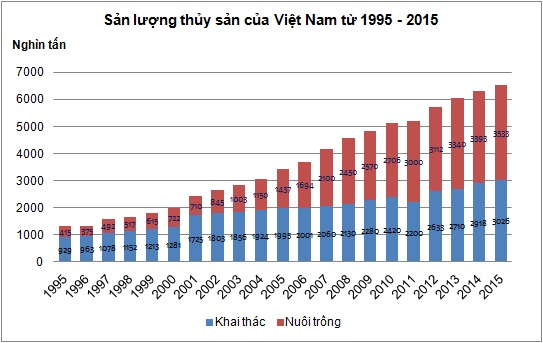 Sản lượng thủy sản của Việt Nam từ 1995 - 2015
Nghìn tấn
7000
6000
5000
4000
3000
2000
1000
0
415 375 492 517 615 722 710 845 1003 1150 1437 1694 2100 2450 2570 2706 3000 3112 3340 3393 3533
929 963 1078 1152 1213 1281 1725 1803 1856 1924 1995 2001 2060 2130 2280 2420 2200 2633 2710 2918 3026
1995 1996 1997 1998 1999 2000 2001 2002 2003 2004 2005 2006 2007 2008 2009 2010 2011 2012 2013 2014 2015
Khai thác Nuôi trồng